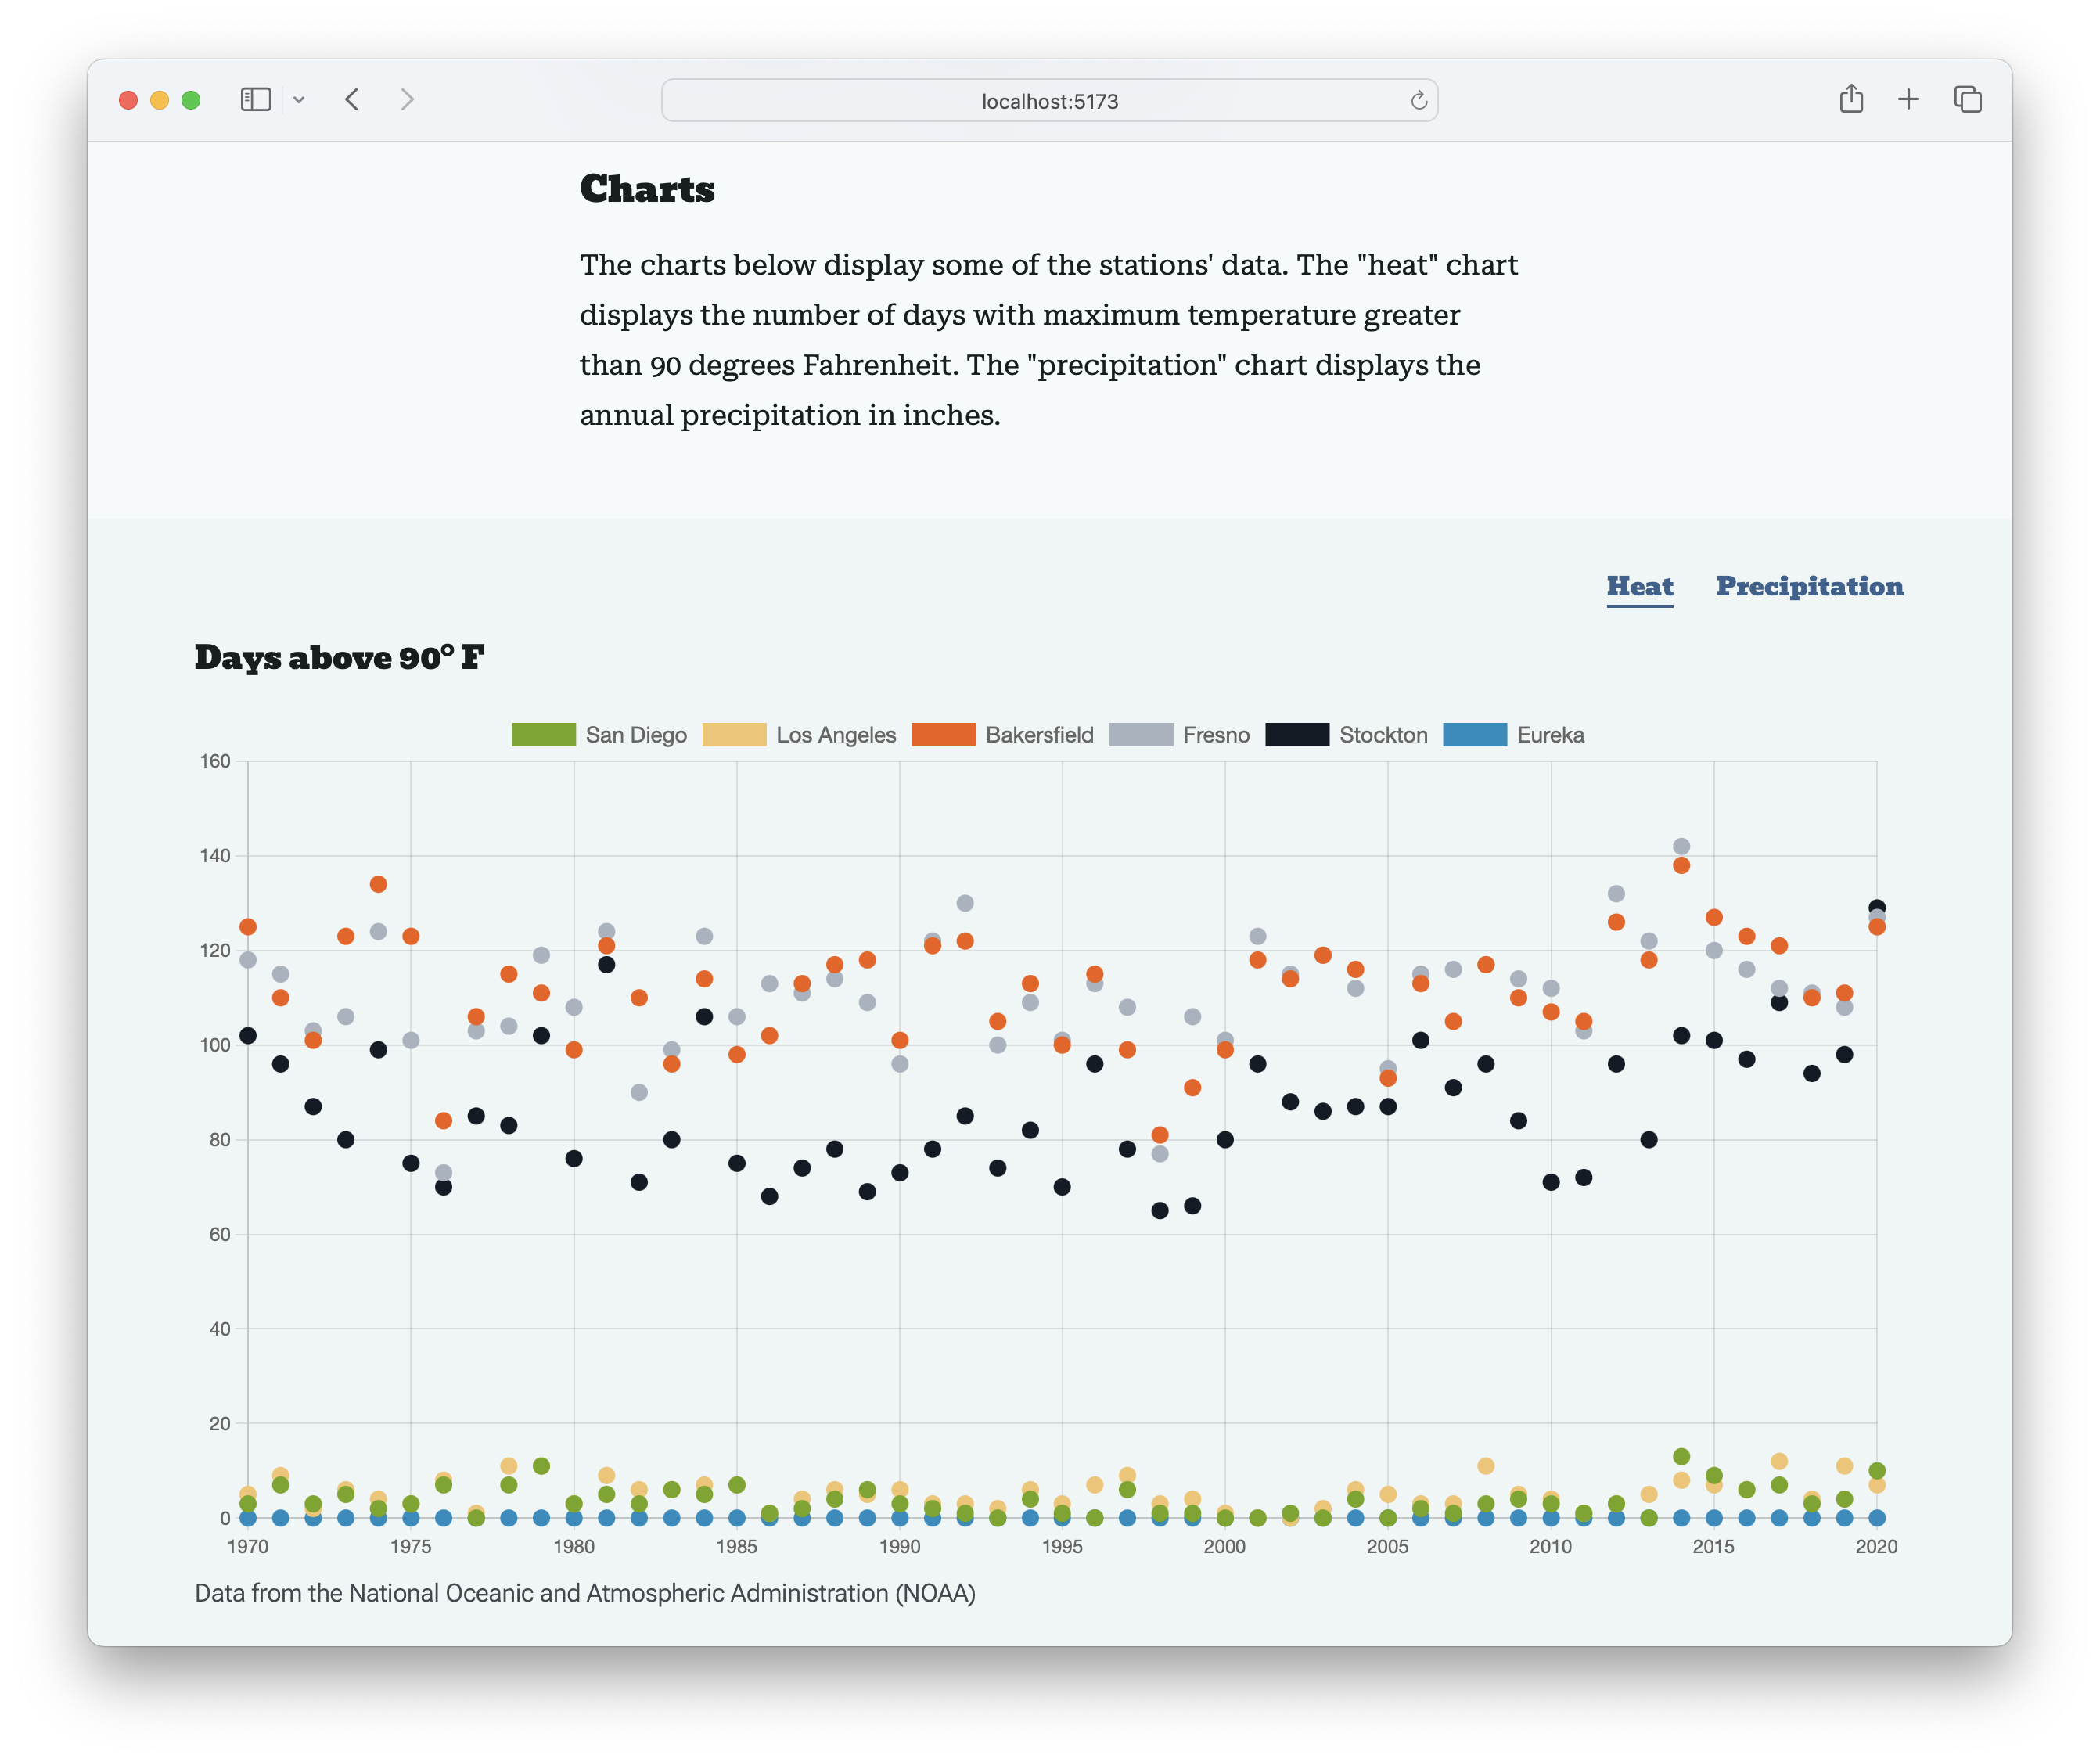 localhost:5173
Charts
The charts below display some of the stations' data. The "heat" chart
displays the number of days with maximum temperature greater
than 90 degrees Fahrenheit. The "precipitation" chart displays the
annual precipitation in inches.
Heat Precipitation
Days above 90° F
San Diego Los Angeles Bakersfield Fresno Stockton Eureka
160
140
120
100
80
60
40
20
0
1970 1975 1980 1985 1990 1995 2000 2005 2010 2015 2020
Data from the National Oceanic and Atmospheric Administration (NOAA)